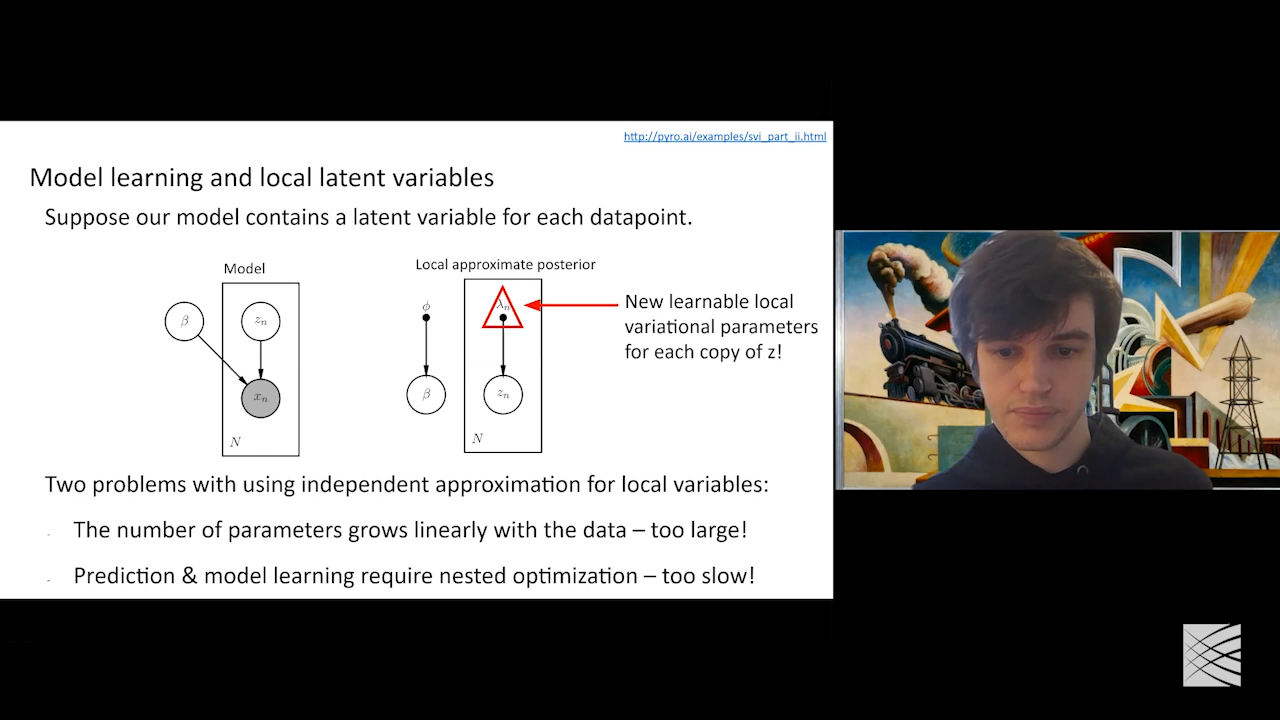 http://pyro.ai/examples/svi_part_ii.html
Model learning and local latent variables
Suppose our model contains a latent variable for each datapoint.
Model
Local approximate posterior
β
z_n
x_n
N
ϕ
λ_n
β
z_n
N
New learnable local
variational parameters
for each copy of z!
Two problems with using independent approximation for local variables:
- The number of parameters grows linearly with the data – too large!
- Prediction & model learning require nested optimization – too slow!